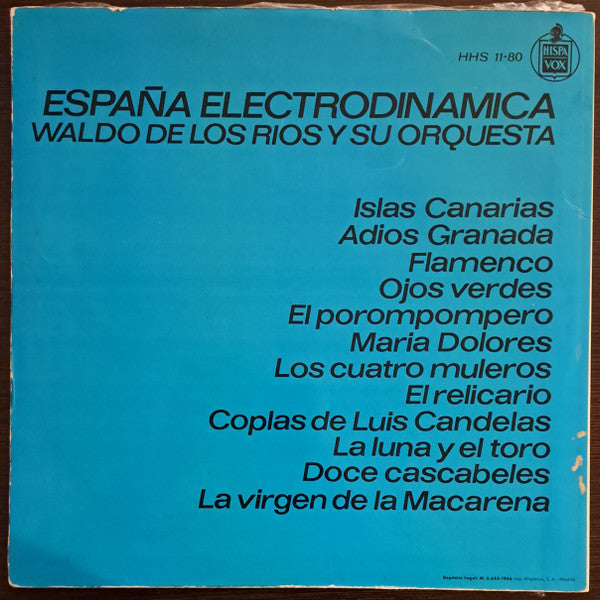 HHS 11-80
HISPA
VOX
ESPAÑA ELECTRODINAMICA
WALDO DE LOS RIOS Y SU ORQUESTA
Islas Canarias
Adios Granada
Flamenco
Ojos verdes
El porompompero
Maria Dolores
Los cuatro muleros
El relicario
Coplas de Luis Candelas
La luna y el toro
Doce cascabeles
La virgen de la Macarena
Depósito Legal: M.